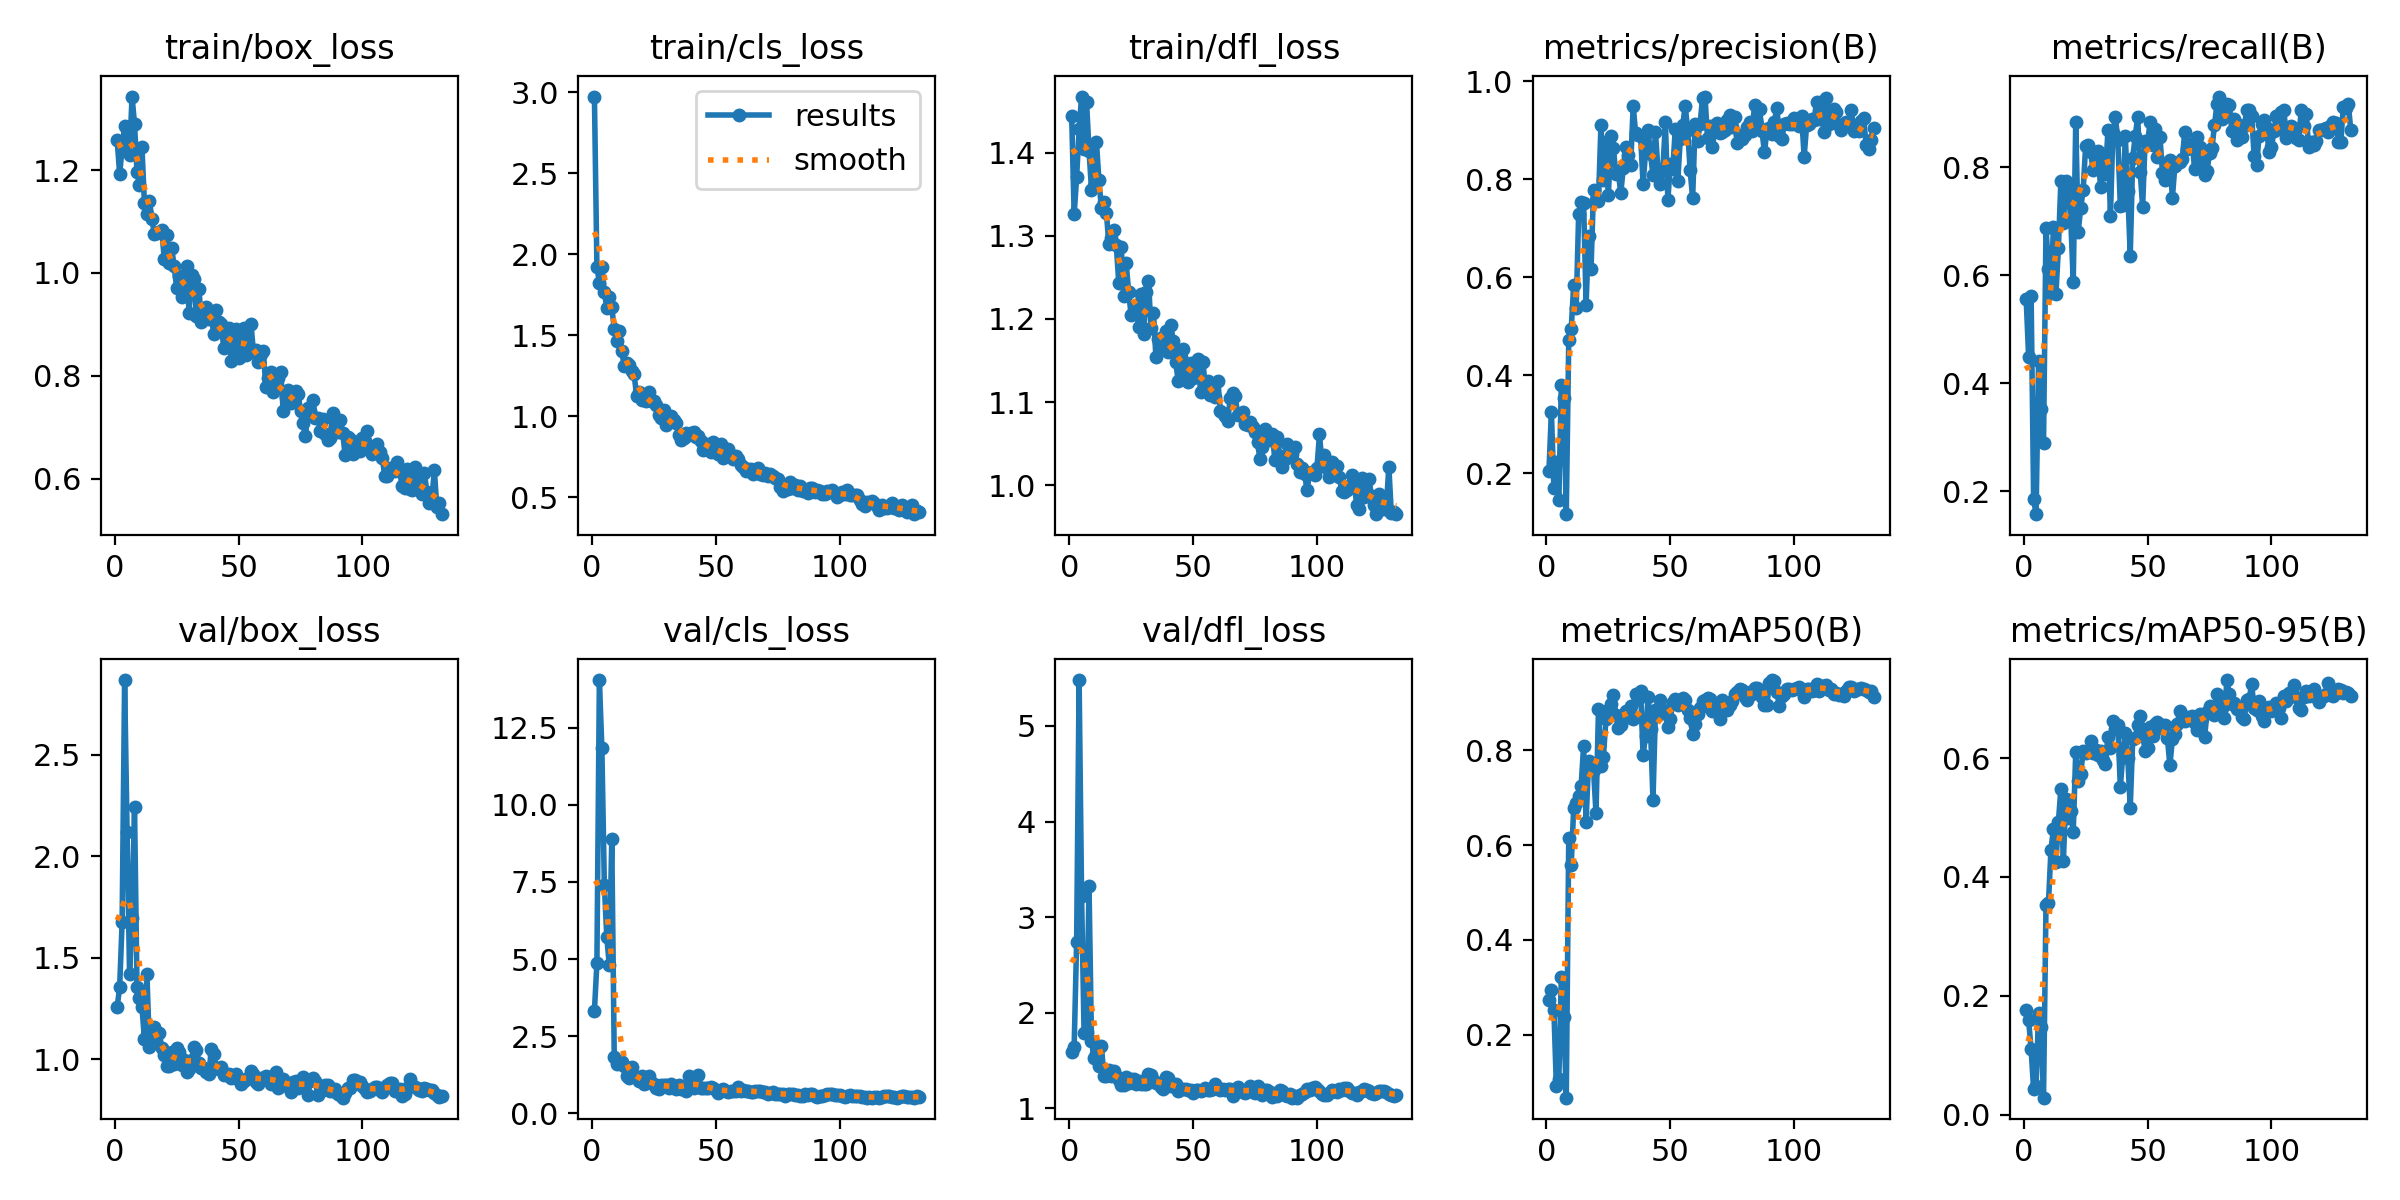 train/box_loss
1.2
1.0
0.8
0.6
0 50 100
train/cls_loss
3.0
2.5
2.0
1.5
1.0
0.5
results
smooth
0 50 100
train/dfl_loss
1.4
1.3
1.2
1.1
1.0
0 50 100
metrics/precision(B)
1.0
0.8
0.6
0.4
0.2
0 50 100
metrics/recall(B)
0.8
0.6
0.4
0.2
0 50 100
val/box_loss
2.5
2.0
1.5
1.0
0 50 100
val/cls_loss
12.5
10.0
7.5
5.0
2.5
0.0
0 50 100
val/dfl_loss
5
4
3
2
1
0 50 100
metrics/mAP50(B)
0.8
0.6
0.4
0.2
0 50 100
metrics/mAP50-95(B)
0.6
0.4
0.2
0.0
0 50 100